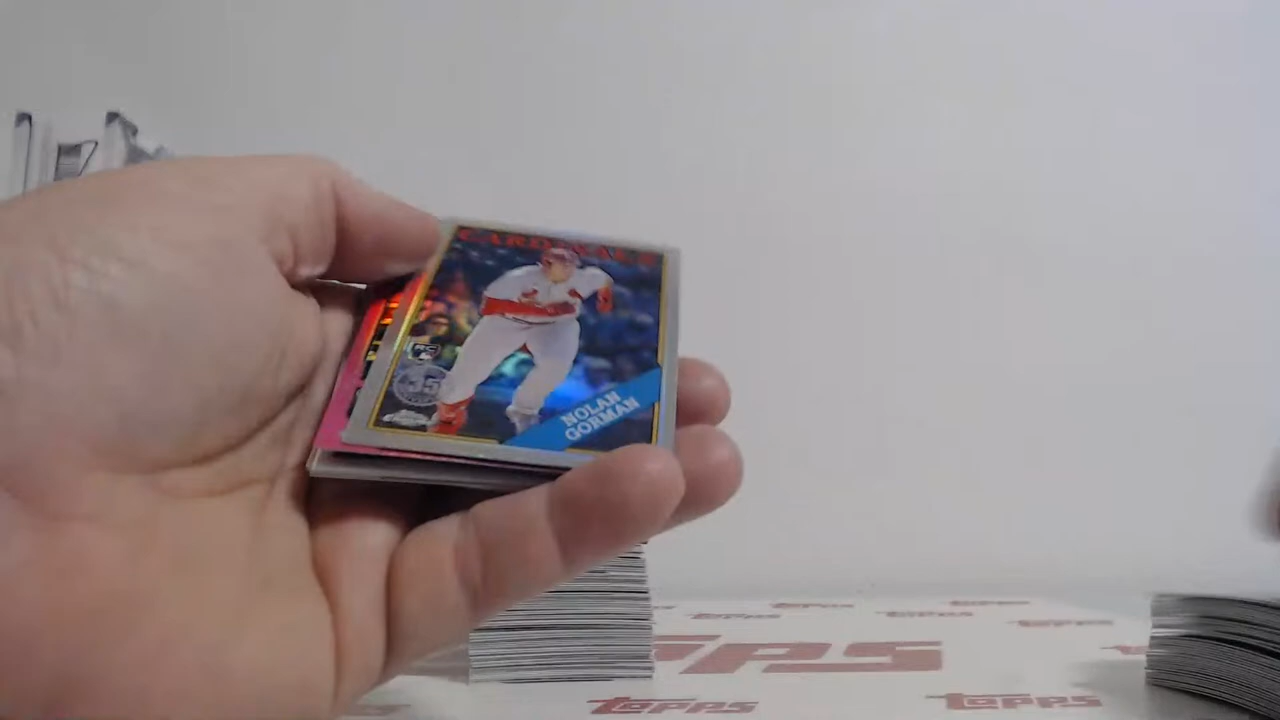 CARDINALS
RC
35
Chrome
NOLAN
GORMAN
TOPPS
topps
topps